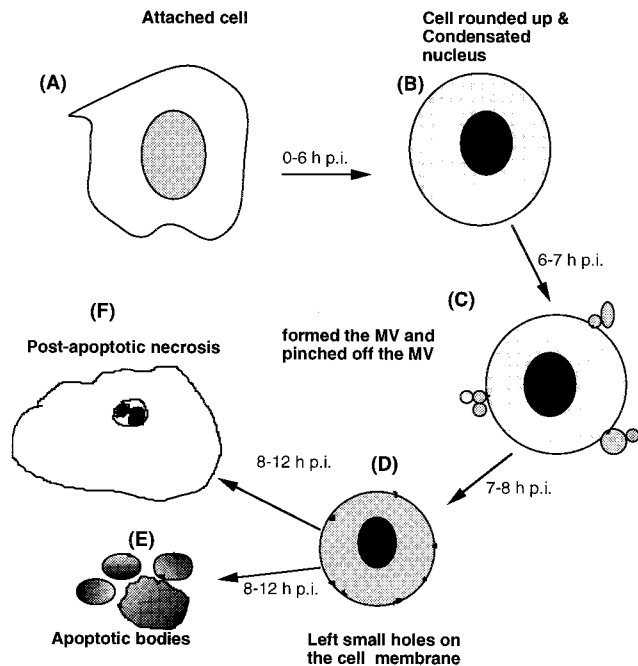 Attached cell
(A)
Cell rounded up &
Condensated
nucleus
(B)
0-6 h p.i.
6-7 h p.i.
(C)
formed the MV and
pinched off the MV
(F)
Post-apoptotic necrosis
8-12 h p.i.
(D)
7-8 h p.i.
(E)
8-12 h p.i.
Apoptotic bodies
Left small holes on
the cell membrane